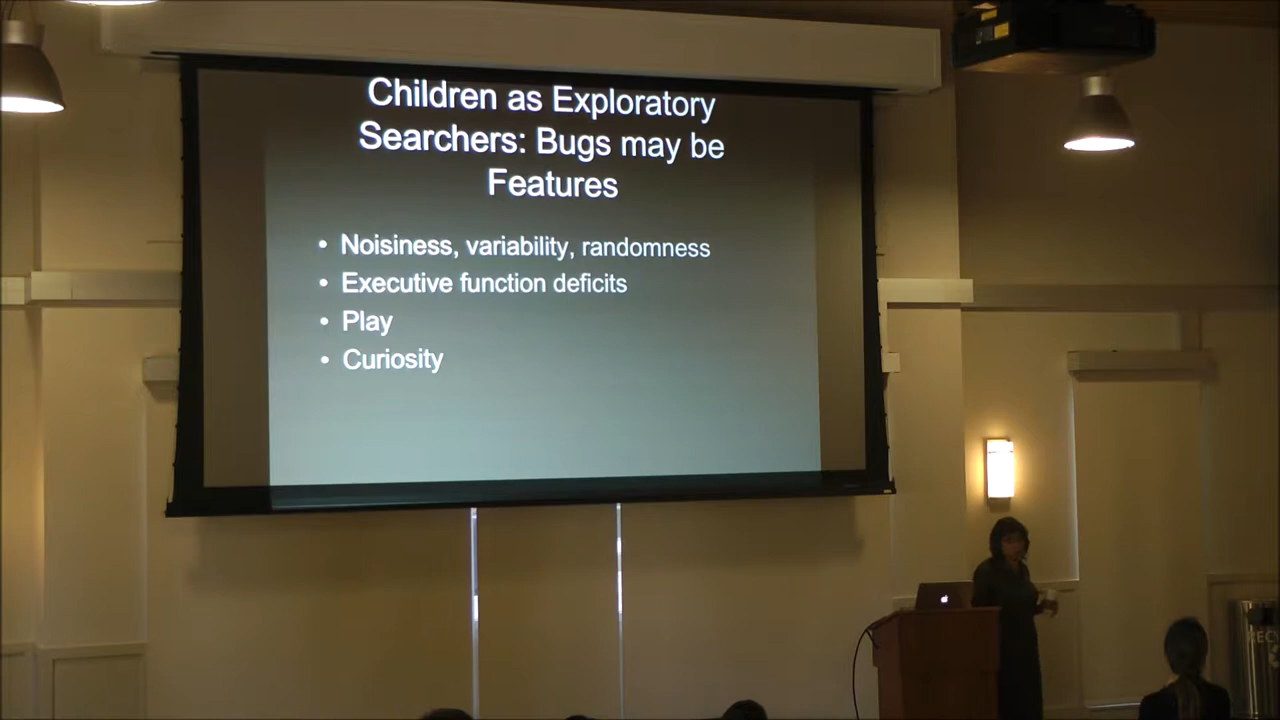 Children as Exploratory
Searchers: Bugs may be
Features
• Noisiness, variability, randomness
• Executive function deficits
• Play
• Curiosity